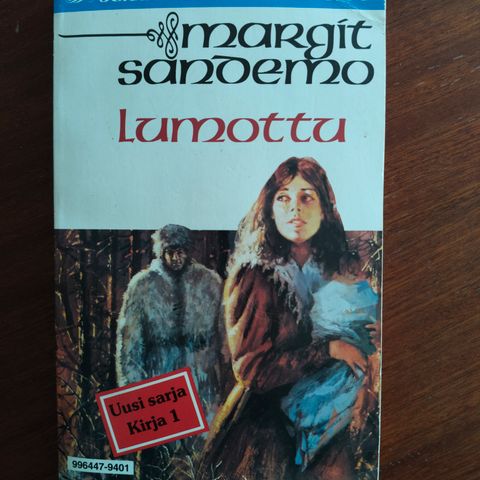 margit
sandemo
Lumottu
Uusi sarja
Kirja 1
996447-9401